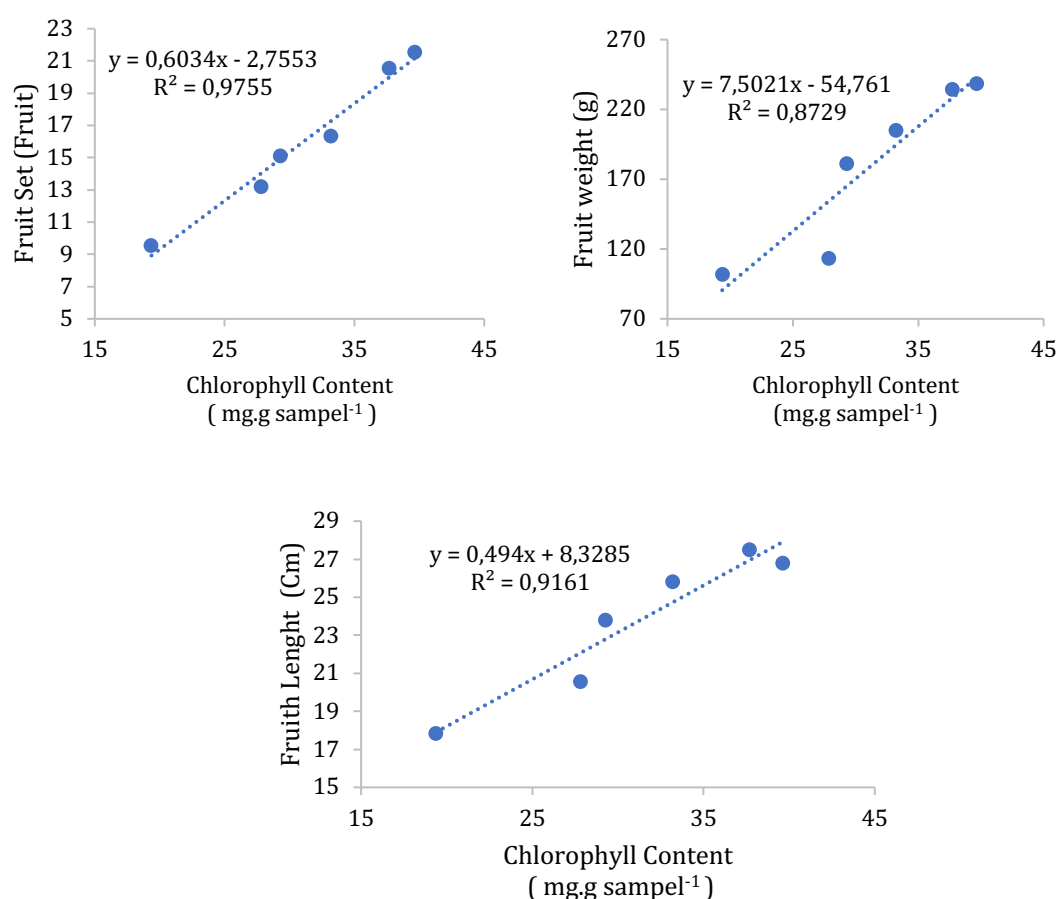 Fruit Set (Fruit)
23
21
19
17
15
13
11
9
7
5
y = 0,6034x - 2,7553
R² = 0,9755
15 25 35 45
Chlorophyll Content
( mg.g sampel⁻¹ )
Fruit weight (g)
270
220
170
120
70
y = 7,5021x - 54,761
R² = 0,8729
15 25 35 45
Chlorophyll Content
(mg.g sampel⁻¹ )
Fruith Lenght (Cm)
29
27
25
23
21
19
17
15
y = 0,494x + 8,3285
R² = 0,9161
15 25 35 45
Chlorophyll Content
( mg.g sampel⁻¹ )